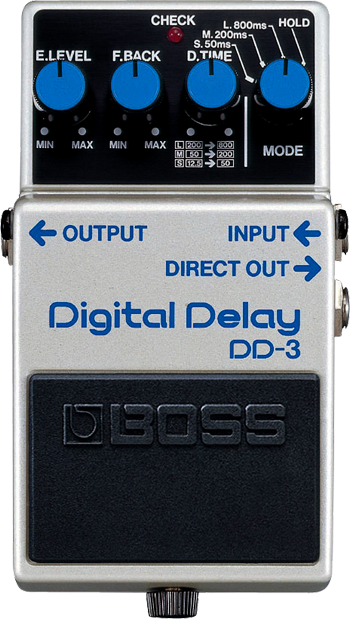 CHECK
HOLD
L.800ms
M.200ms
S.50ms
E.LEVEL
F.BACK
D.TIME
MIN
MAX
MIN
MAX
L 200 → 800
M 50 → 200
S 12.5 → 50
MODE
← OUTPUT
INPUT ←
DIRECT OUT →
Digital Delay
DD-3
BOSS